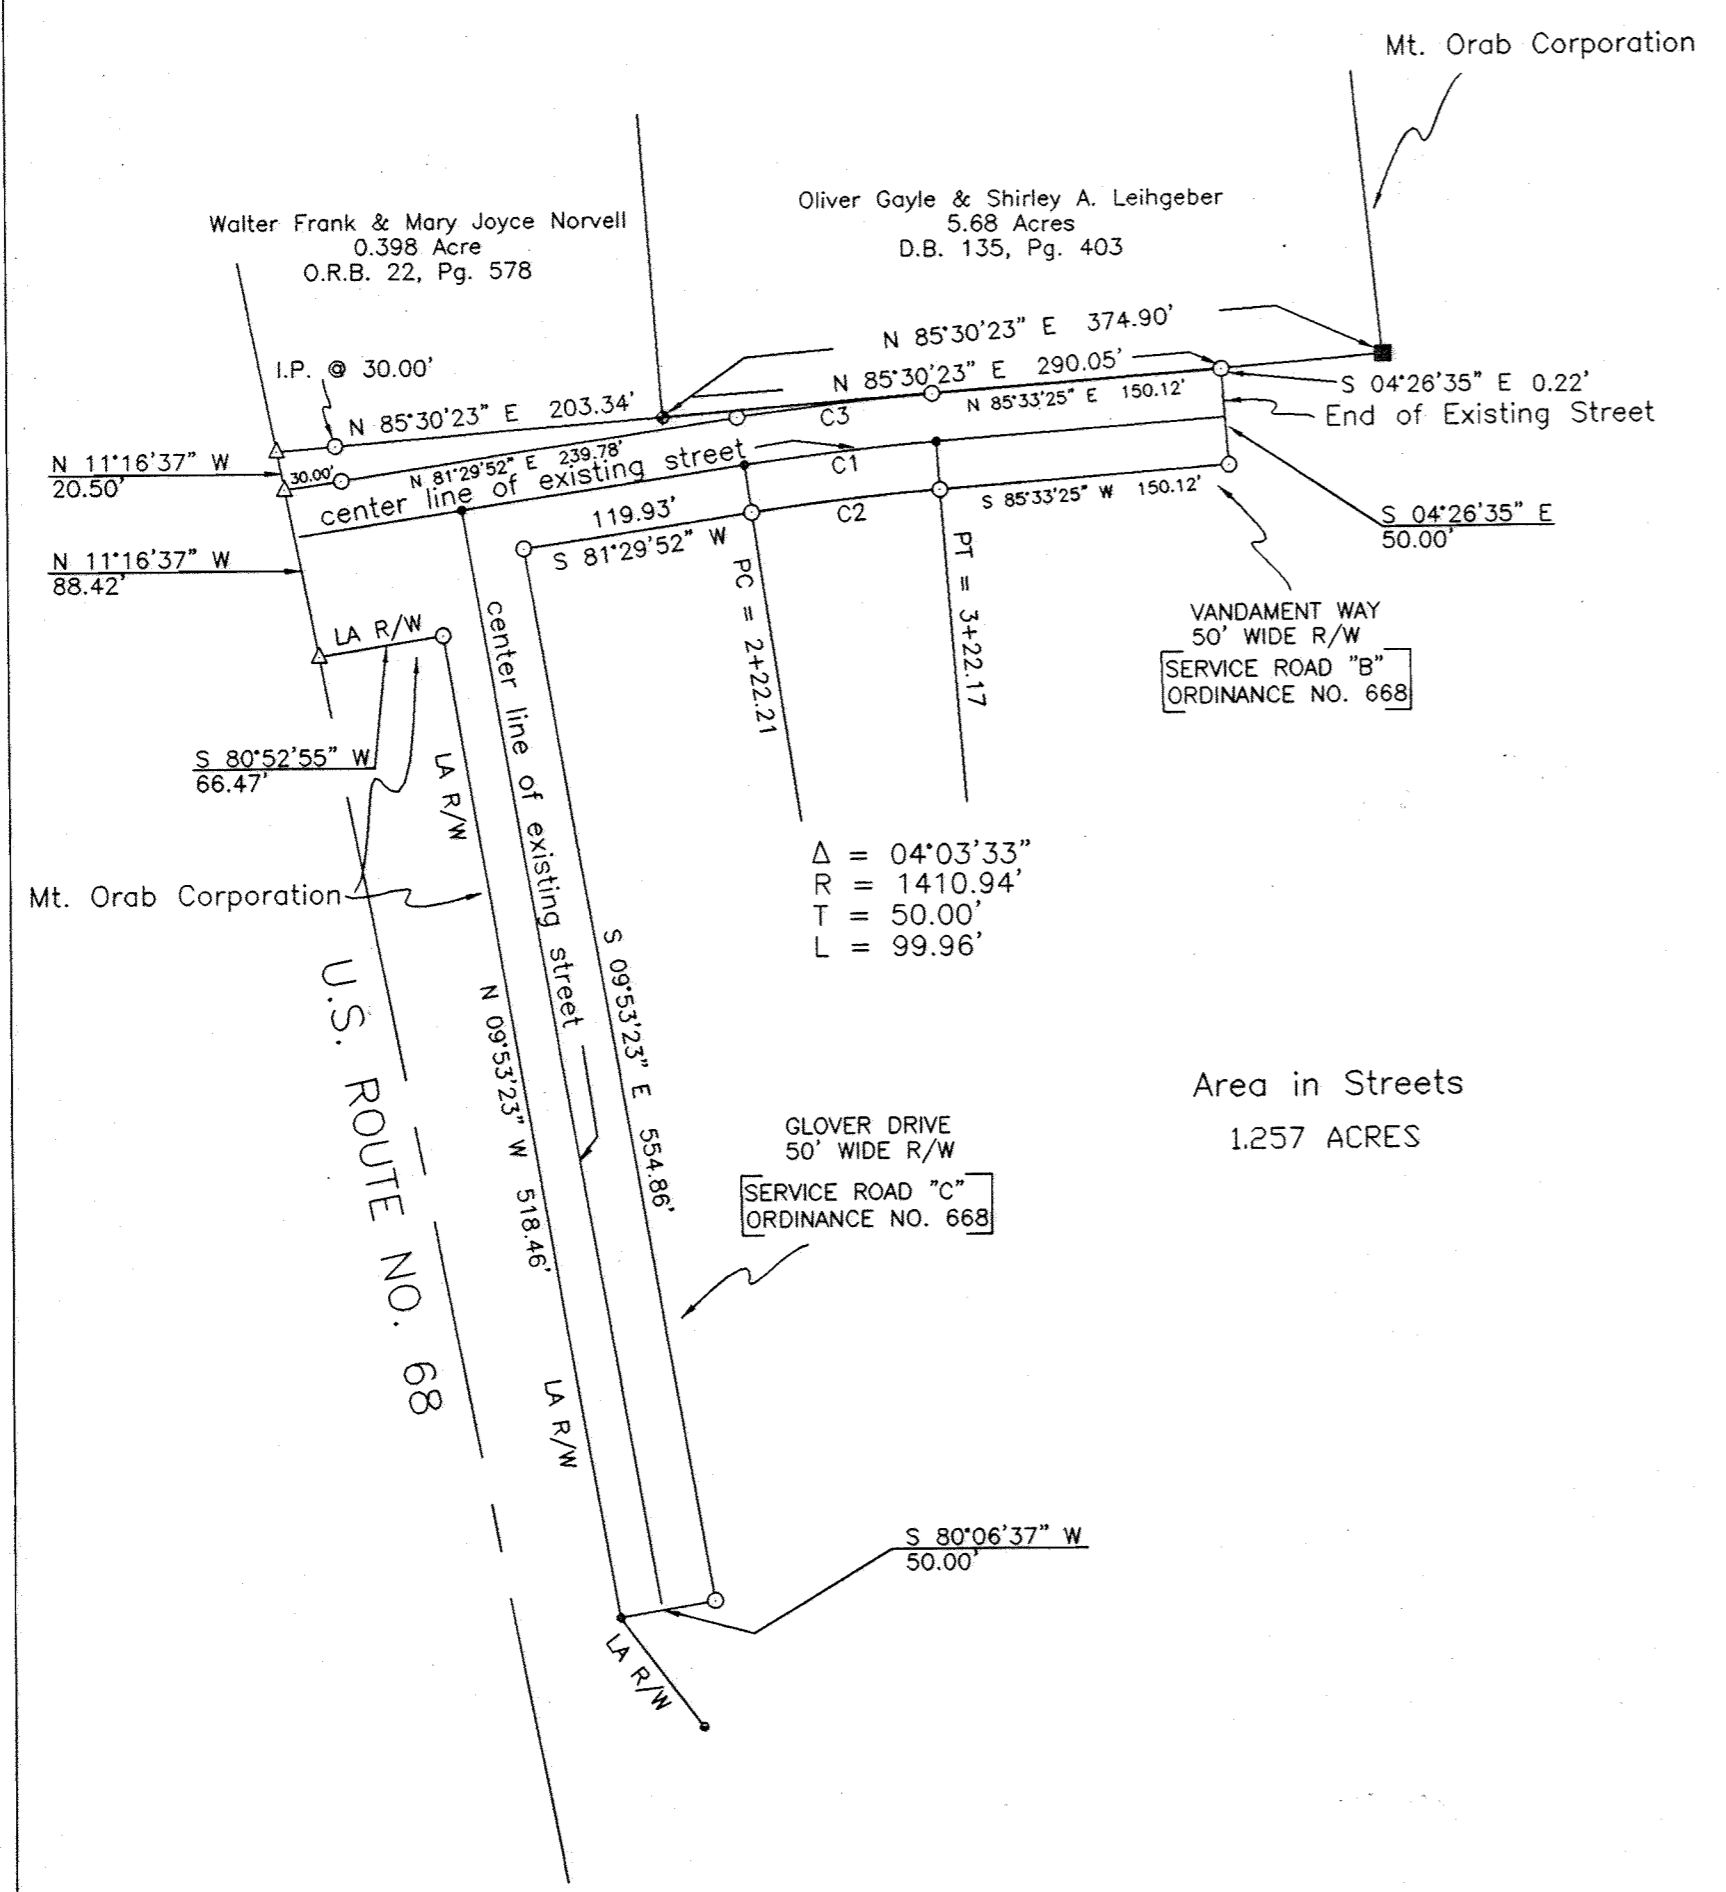 Mt. Orab Corporation
Walter Frank & Mary Joyce Norvell
0.398 Acre
O.R.B. 22, Pg. 578
Oliver Gayle & Shirley A. Leihgeber
5.68 Acres
D.B. 135, Pg. 403
N 85°30'23" E 374.90'
I.P. @ 30.00'
N 85°30'23" E 203.34'
N 85°30'23" E 290.05'
S 04°26'35" E 0.22'
End of Existing Street
C3
N 85°33'25" E 150.12'
N 11°16'37" W
20.50'
30.00'
N 81°29'52" E 239.78'
center line of existing street
C1
119.93'
S 81°29'52" W
C2
S 85°33'25" W 150.12'
S 04°26'35" E
50.00'
N 11°16'37" W
88.42'
LA R/W
PC = 2+22.21
PT = 3+22.17
VANDAMENT WAY
50' WIDE R/W
SERVICE ROAD "B"
ORDINANCE NO. 668
S 80°52'55" W
66.47'
LA R/W
center line of existing street
Δ = 04°03'33"
R = 1410.94'
T = 50.00'
L = 99.96'
Mt. Orab Corporation
U.S. ROUTE NO. 68
N 09°53'23" W 518.46'
S 09°53'23" E 554.86'
Area in Streets
1.257 ACRES
GLOVER DRIVE
50' WIDE R/W
SERVICE ROAD "C"
ORDINANCE NO. 668
LA R/W
S 80°06'37" W
50.00'
LA R/W